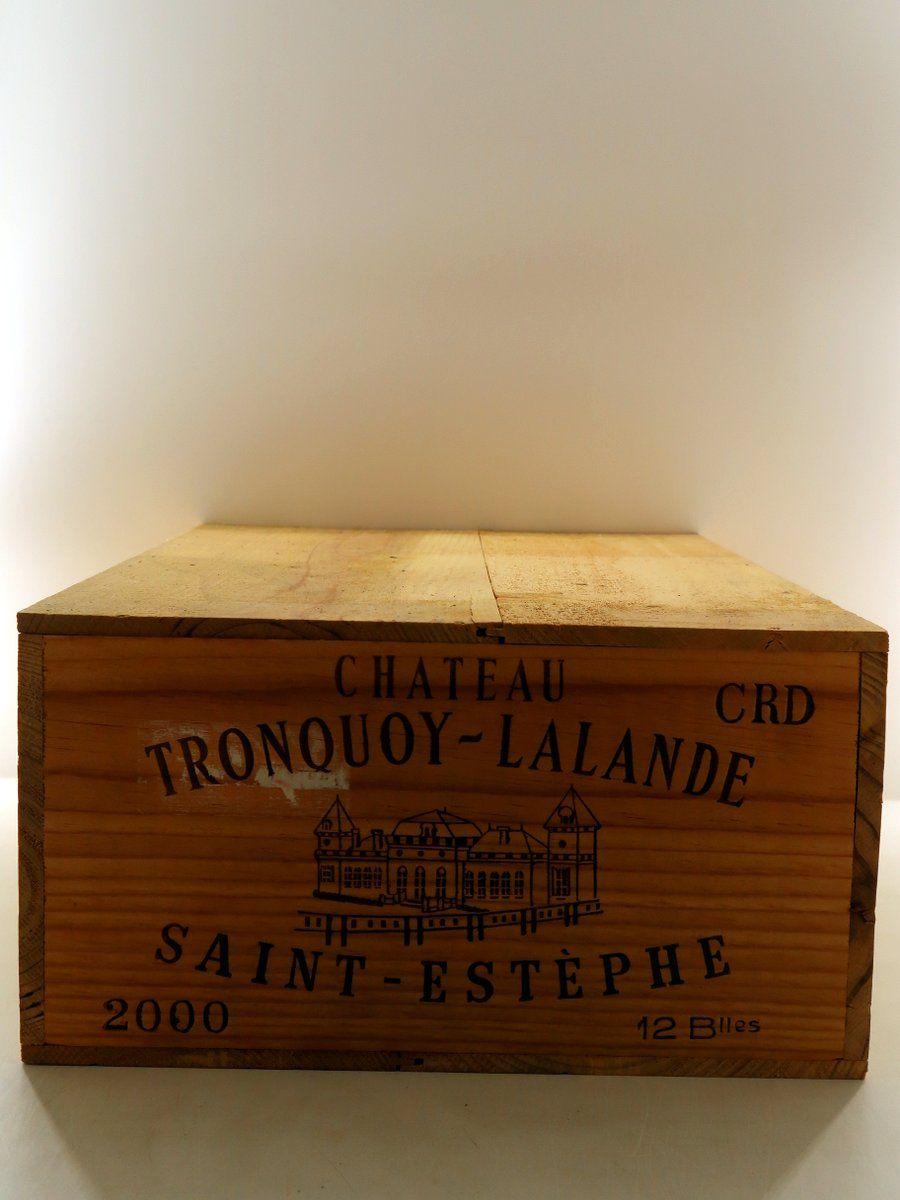 CHATEAU
CRD
TRONQUOY-LALANDE
SAINT-ESTÈPHE
2000
12 Blles